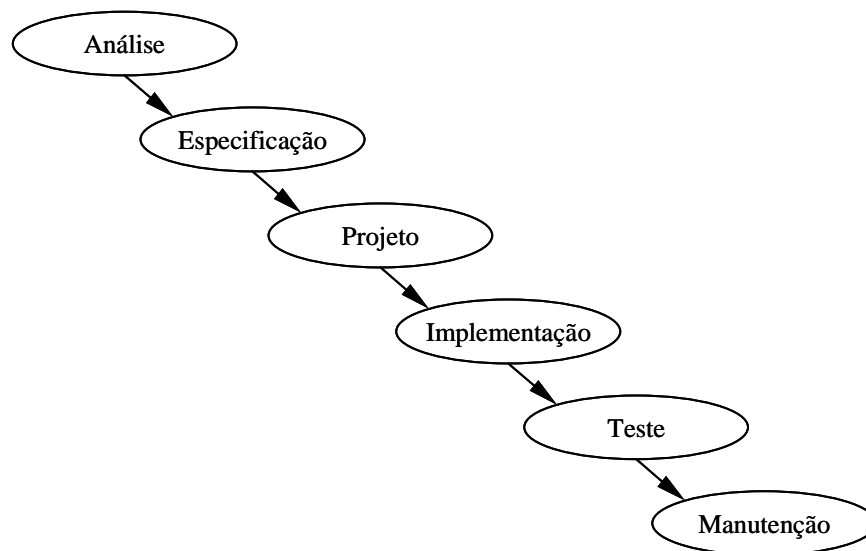 Análise
Especificação
Projeto
Implementação
Teste
Manutenção